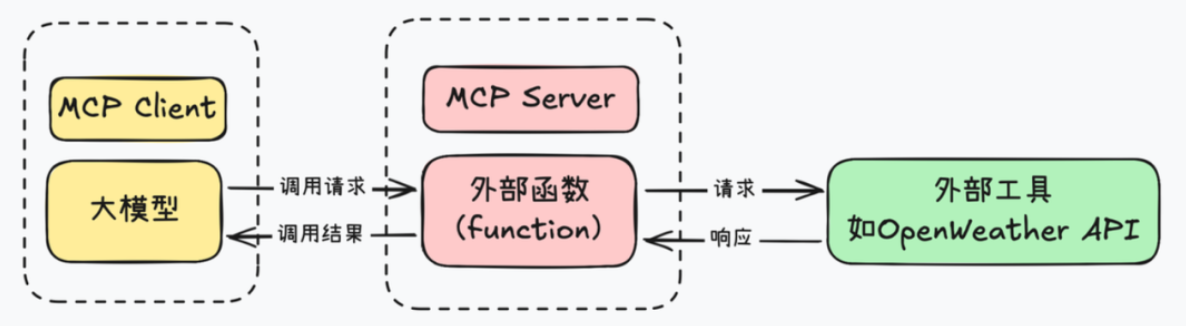 MCP Client
大模型
调用请求
调用结果
MCP Server
外部函数
(function)
请求
响应
外部工具
如OpenWeather API